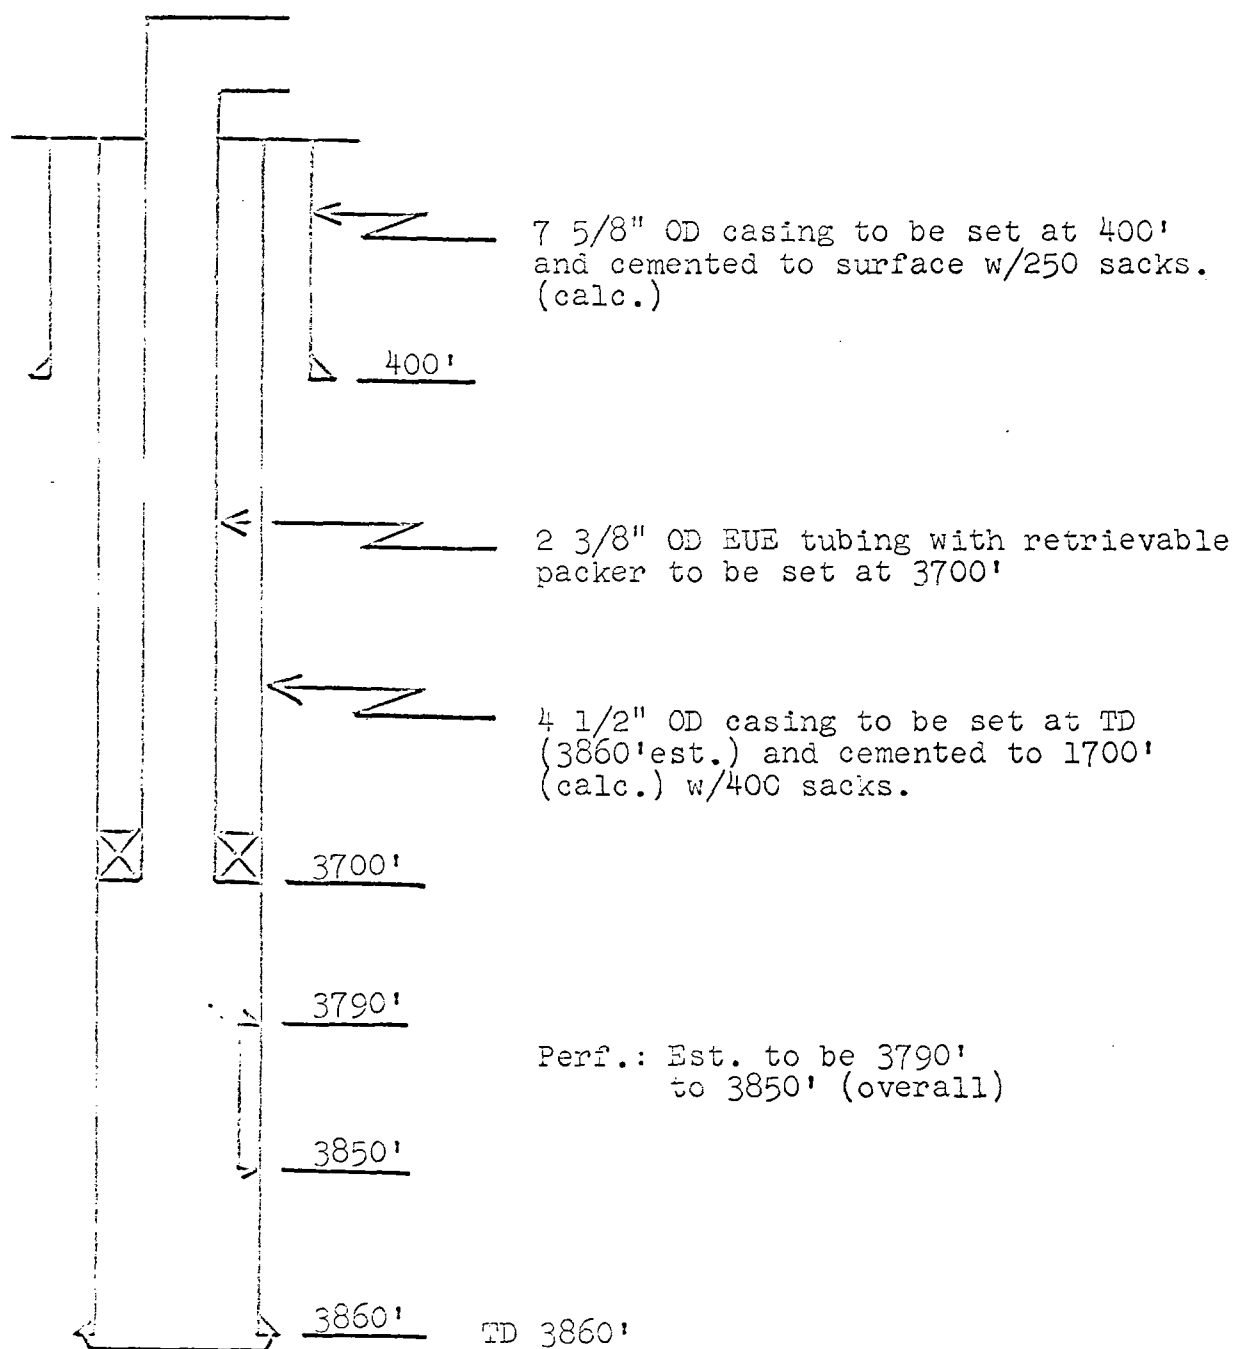 7 5/8" OD casing to be set at 400'
and cemented to surface w/250 sacks.
(calc.)
400'
2 3/8" OD EUE tubing with retrievable
packer to be set at 3700'
4 1/2" OD casing to be set at TD
(3860'est.) and cemented to 1700'
(calc.) w/400 sacks.
3700'
3790'
Perf.: Est. to be 3790'
to 3850' (overall)
3850'
3860'
TD 3860'